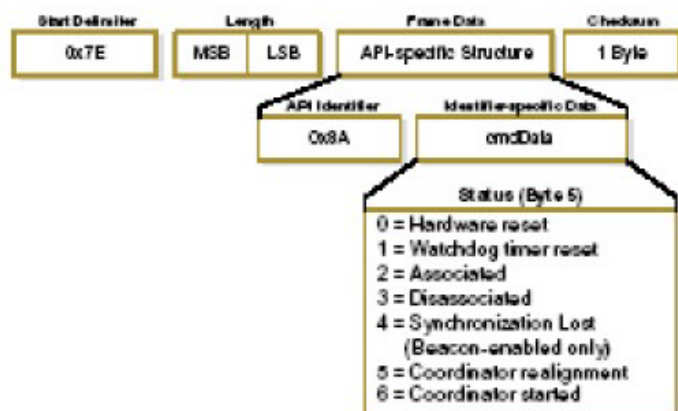 Start Delimiter Length Frame Data Checksum
0x7E MSB LSB API-specific Structure 1 Byte
API Identifier Identifier-specific Data
0x8A cmdData
Status (Byte 5)
0 = Hardware reset
1 = Watchdog timer reset
2 = Associated
3 = Disassociated
4 = Synchronization Lost
(Beacon-enabled only)
5 = Coordinator realignment
6 = Coordinator started